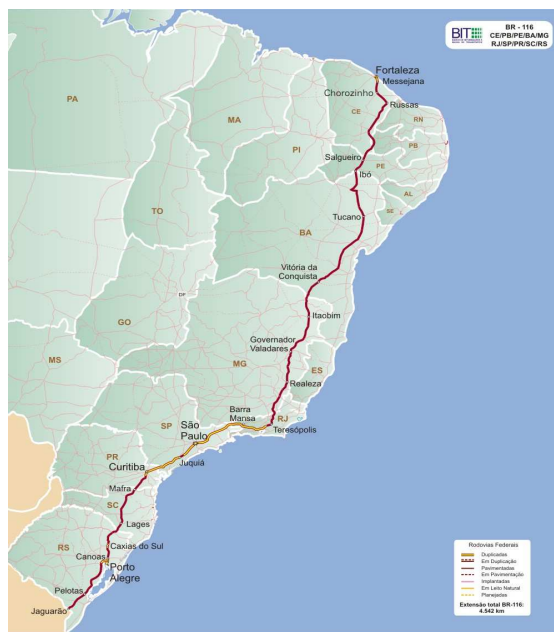 BIT
BR - 116
CE/PB/PE/BA/MG
RJ/SP/PR/SC/RS
Fortaleza
Messejana
Chorozinho
Russas
PA
MA
CE
RN
PI
PB
Salgueiro
PE
Ibó
AL
TO
SE
Tucano
BA
Vitória da
Conquista
DF
Itaobim
GO
Governador
Valadares
MS
MG
ES
Realeza
Barra
Mansa
RJ
SP
São
Paulo
Teresópolis
PR
Juquiá
Curitiba
Mafra
SC
Lages
RS
Caxias do Sul
Canoas
Porto
Alegre
Pelotas
Jaguarão
Rodovias Federais
Duplicadas
Em Duplicação
Pavimentadas
Em Pavimentação
Implantadas
Em Leito Natural
Planejadas
Extensão total BR-116:
4.542 km